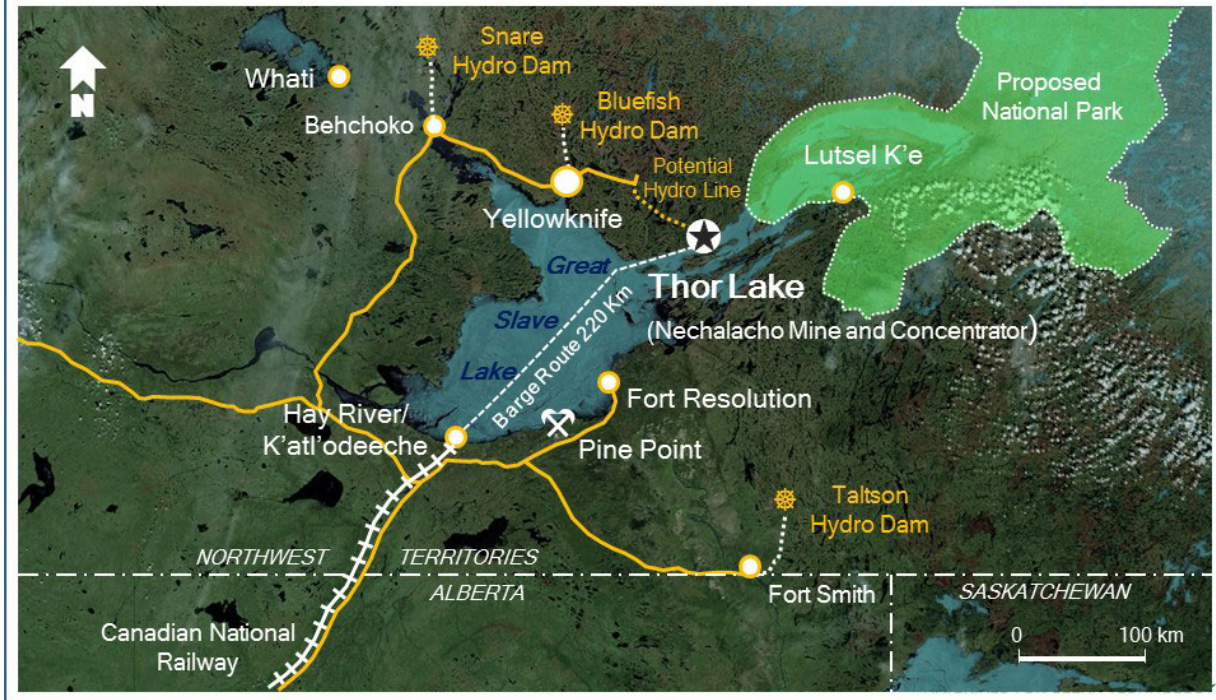 Snare
Hydro Dam
Whati
N
Bluefish
Hydro Dam
Proposed
National Park
Behchoko
Lutsel K'e
Potential
Hydro Line
Yellowknife
Great
Thor Lake
(Nechalacho Mine and Concentrator)
Slave
Barge Route 220 Km
Lake
Fort Resolution
Hay River/
K'atl'odeeche
Pine Point
Taltson
Hydro Dam
NORTHWEST TERRITORIES
ALBERTA
Fort Smith
SASKATCHEWAN
Canadian National
Railway
0 100 km